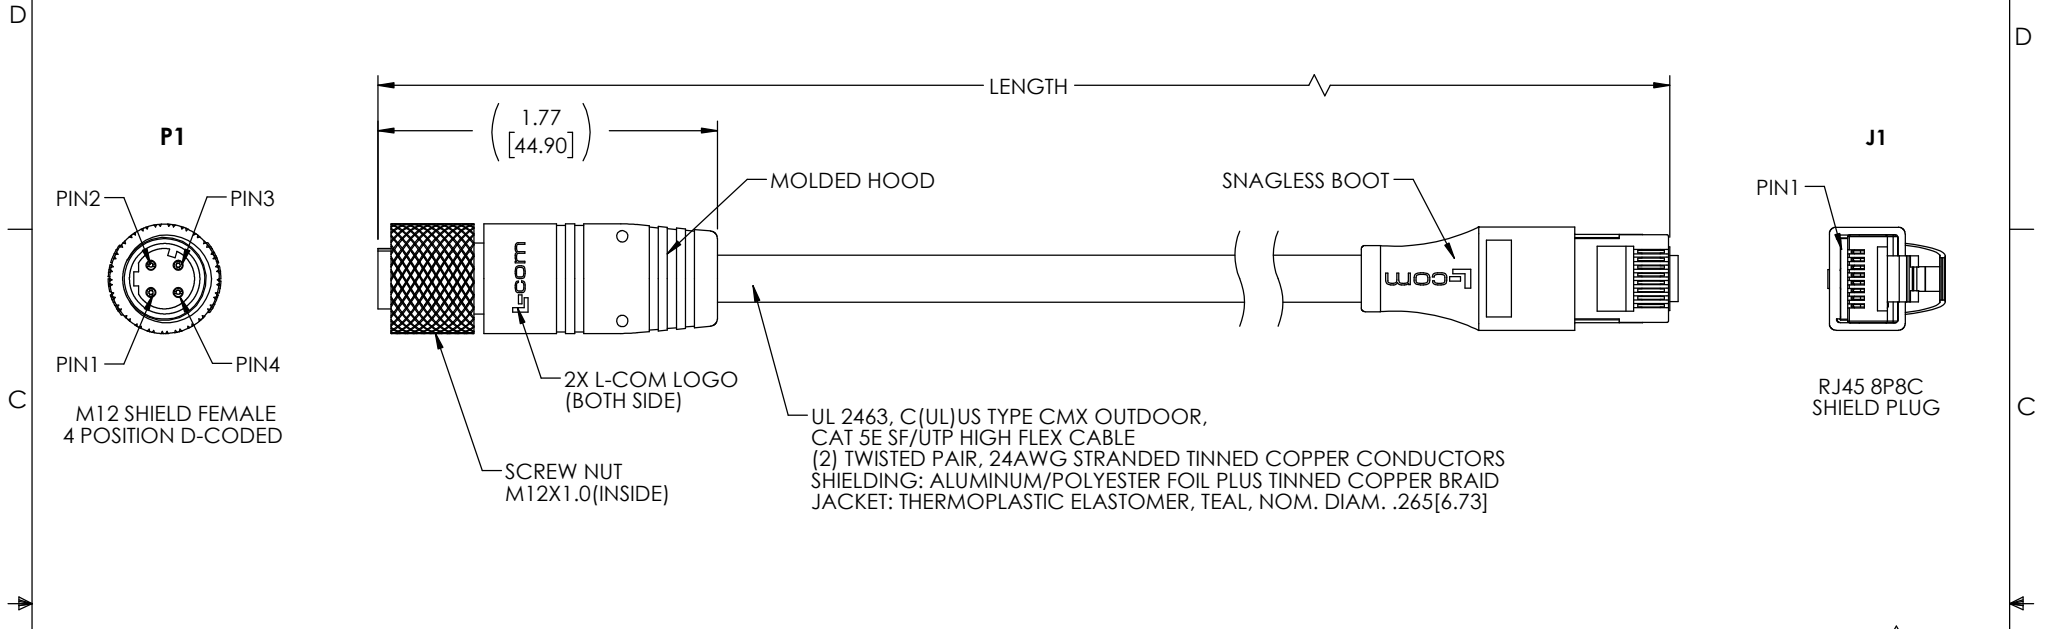 D
D
LENGTH
1.77
[44.90]
P1
J1
MOLDED HOOD
SNAGLESS BOOT
PIN1
PIN2
PIN3
L-com
L-com
PIN1
PIN4
2X L-COM LOGO
(BOTH SIDE)
C
C
M12 SHIELD FEMALE
4 POSITION D-CODED
RJ45 8P8C
SHIELD PLUG
SCREW NUT
M12X1.0(INSIDE)
UL 2463, C(UL)US TYPE CMX OUTDOOR,
CAT 5E SF/UTP HIGH FLEX CABLE
(2) TWISTED PAIR, 24AWG STRANDED TINNED COPPER CONDUCTORS
SHIELDING: ALUMINUM/POLYESTER FOIL PLUS TINNED COPPER BRAID
JACKET: THERMOPLASTIC ELASTOMER, TEAL, NOM. DIAM. .265[6.73]